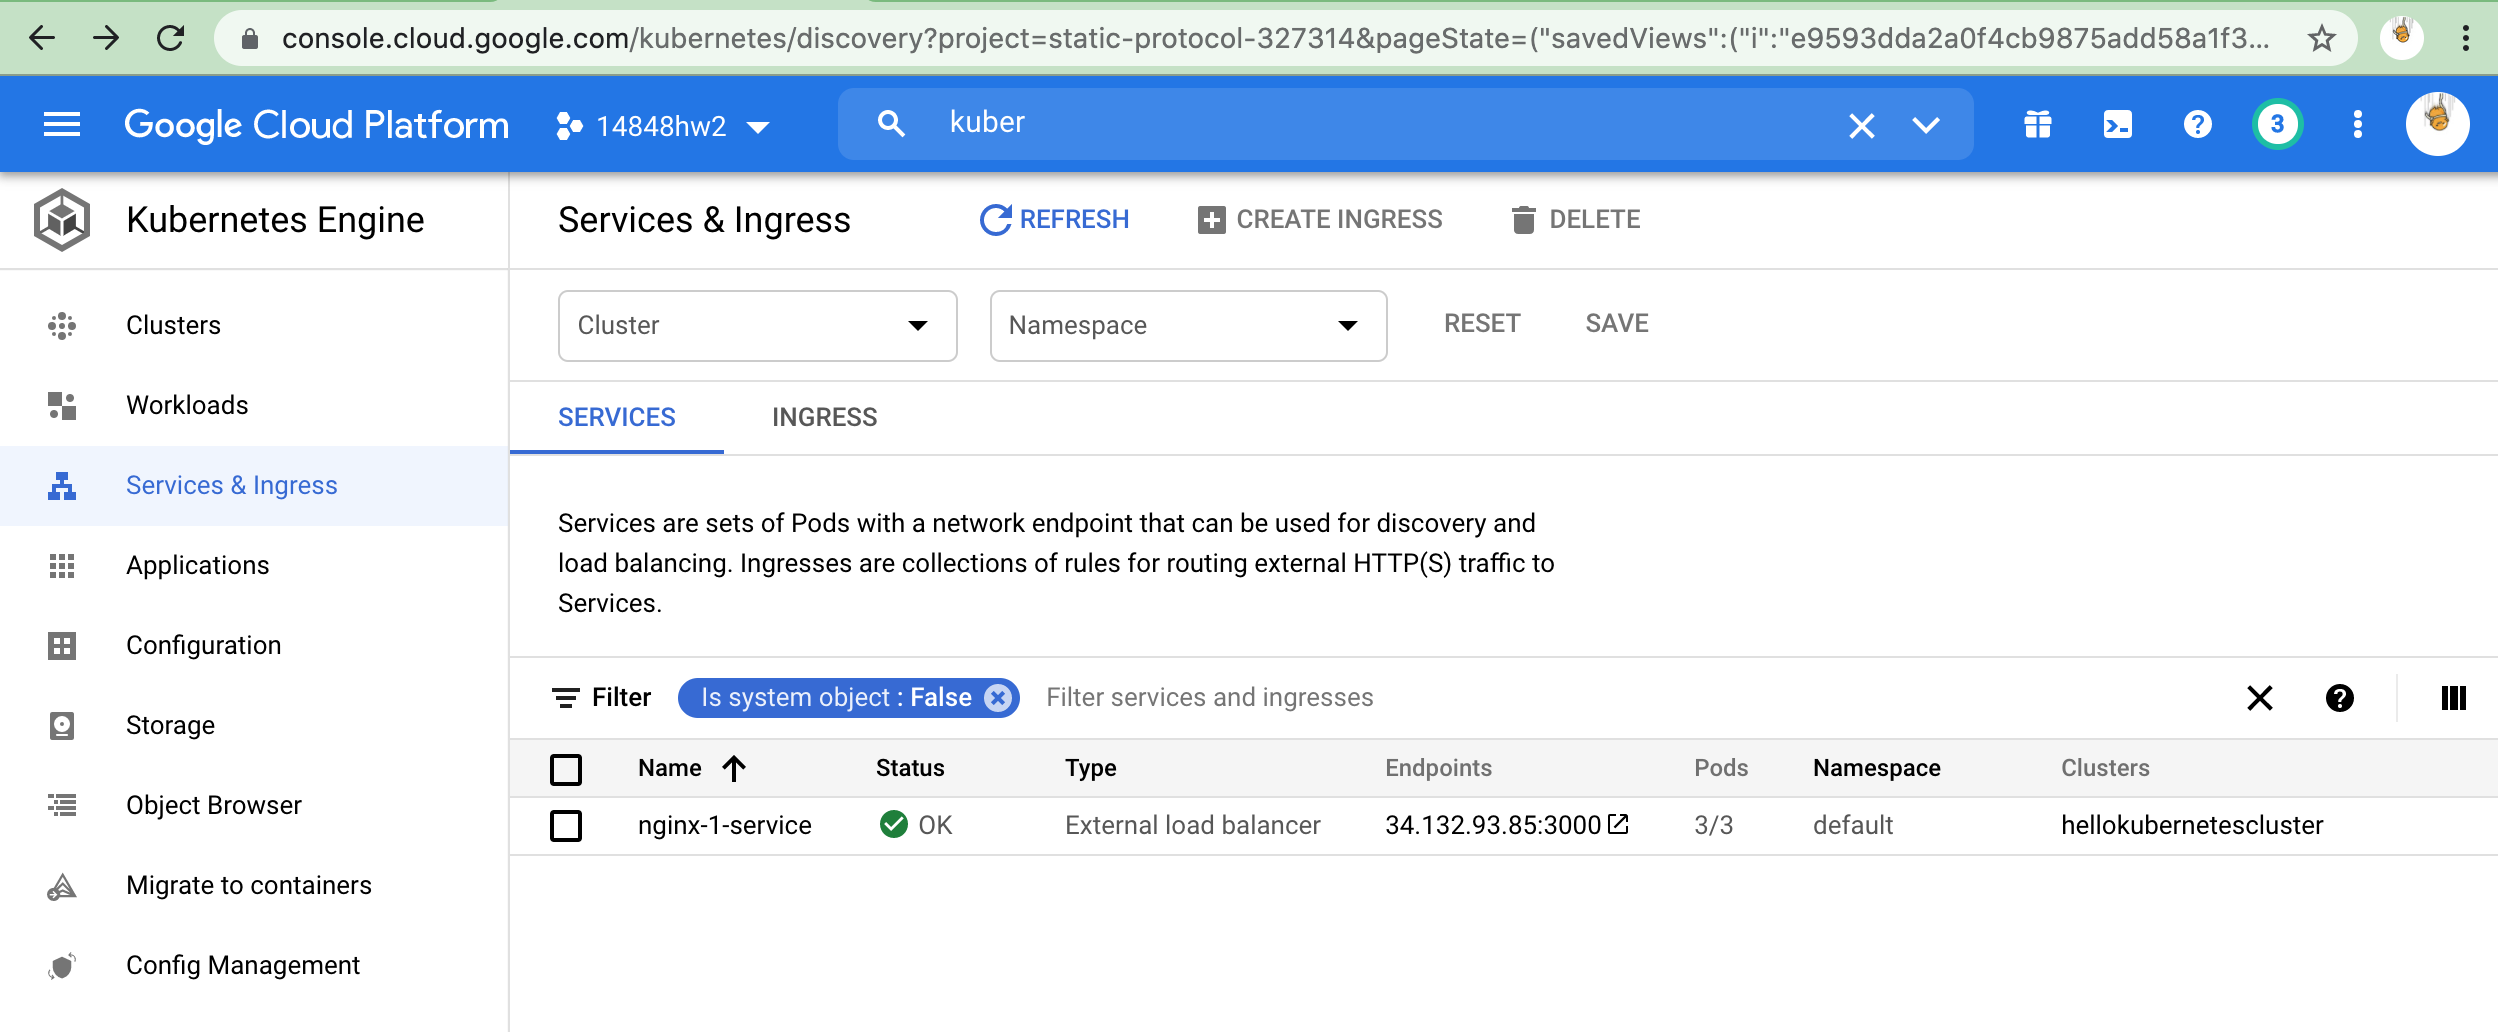 console.cloud.google.com/kubernetes/discovery?project=static-protocol-327314&pageState=("savedViews":("i":"e9593dda2a0f4cb9875add58a1f3...
Google Cloud Platform
14848hw2
kuber
3
Kubernetes Engine
Services & Ingress
REFRESH
CREATE INGRESS
DELETE
Clusters
Workloads
Services & Ingress
Applications
Configuration
Storage
Object Browser
Migrate to containers
Config Management
Cluster
Namespace
RESET
SAVE
SERVICES
INGRESS
Services are sets of Pods with a network endpoint that can be used for discovery and
load balancing. Ingresses are collections of rules for routing external HTTP(S) traffic to
Services.
Filter
Is system object : False
Filter services and ingresses
Name Status Type Endpoints Pods Namespace Clusters
nginx-1-service OK External load balancer 34.132.93.85:3000 3/3 default hellokubernetescluster